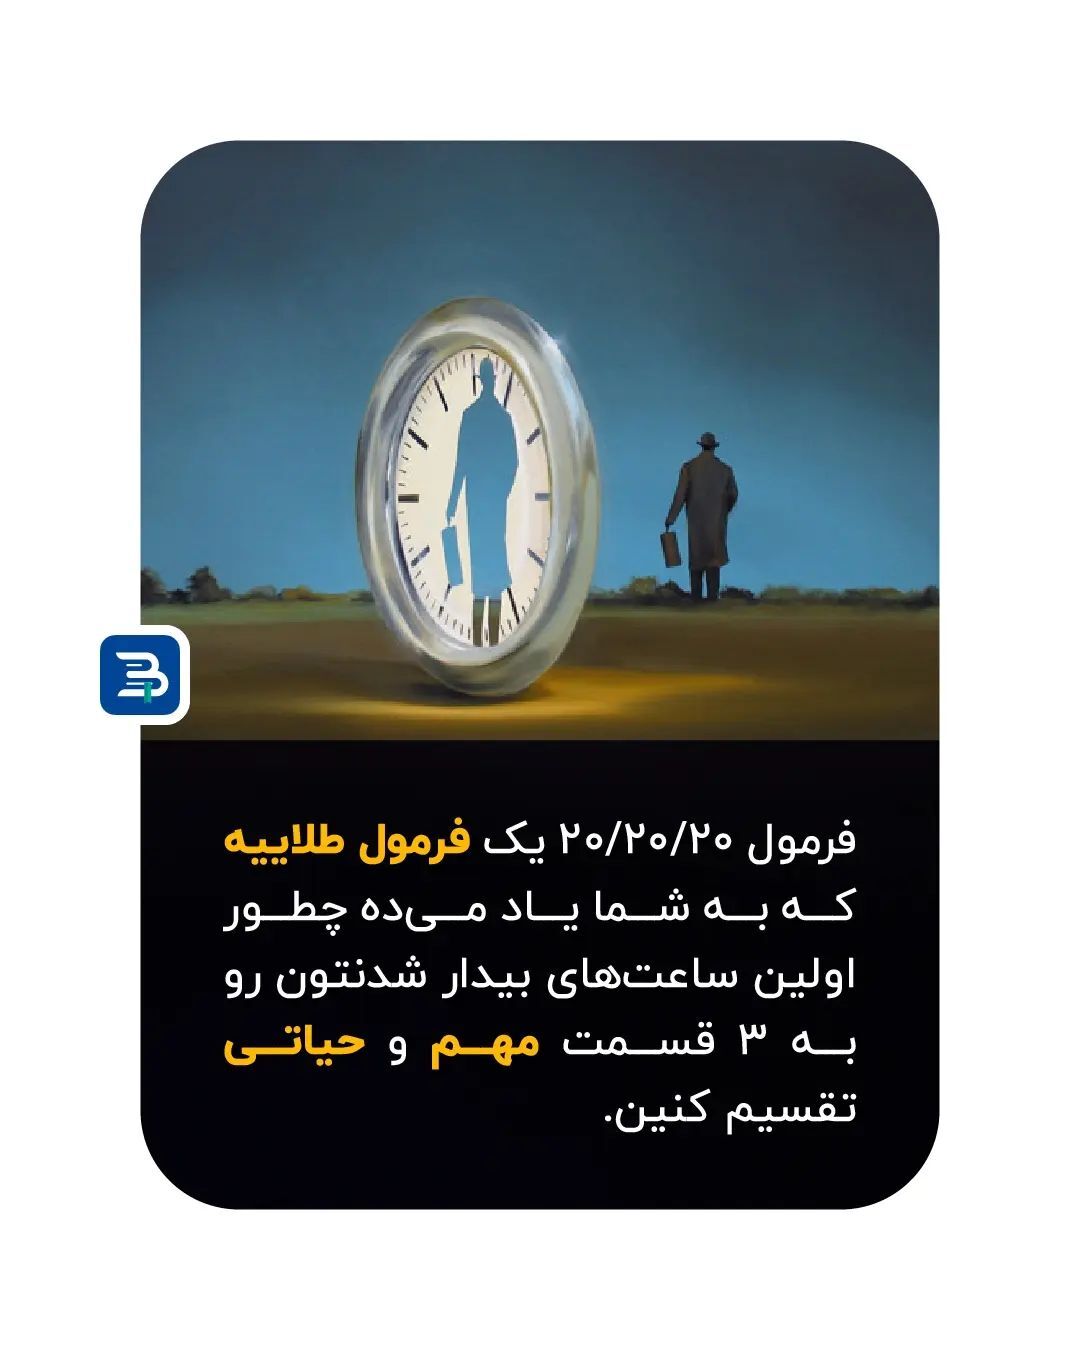 فرمول ۲۰/۲۰/۲۰ یک فرمول طلاییه
که به شما یاد می‌ده چطور
اولین ساعت‌های بیدار شدنتون رو
به ۳ قسمت مهم و حیاتی
تقسیم کنین.